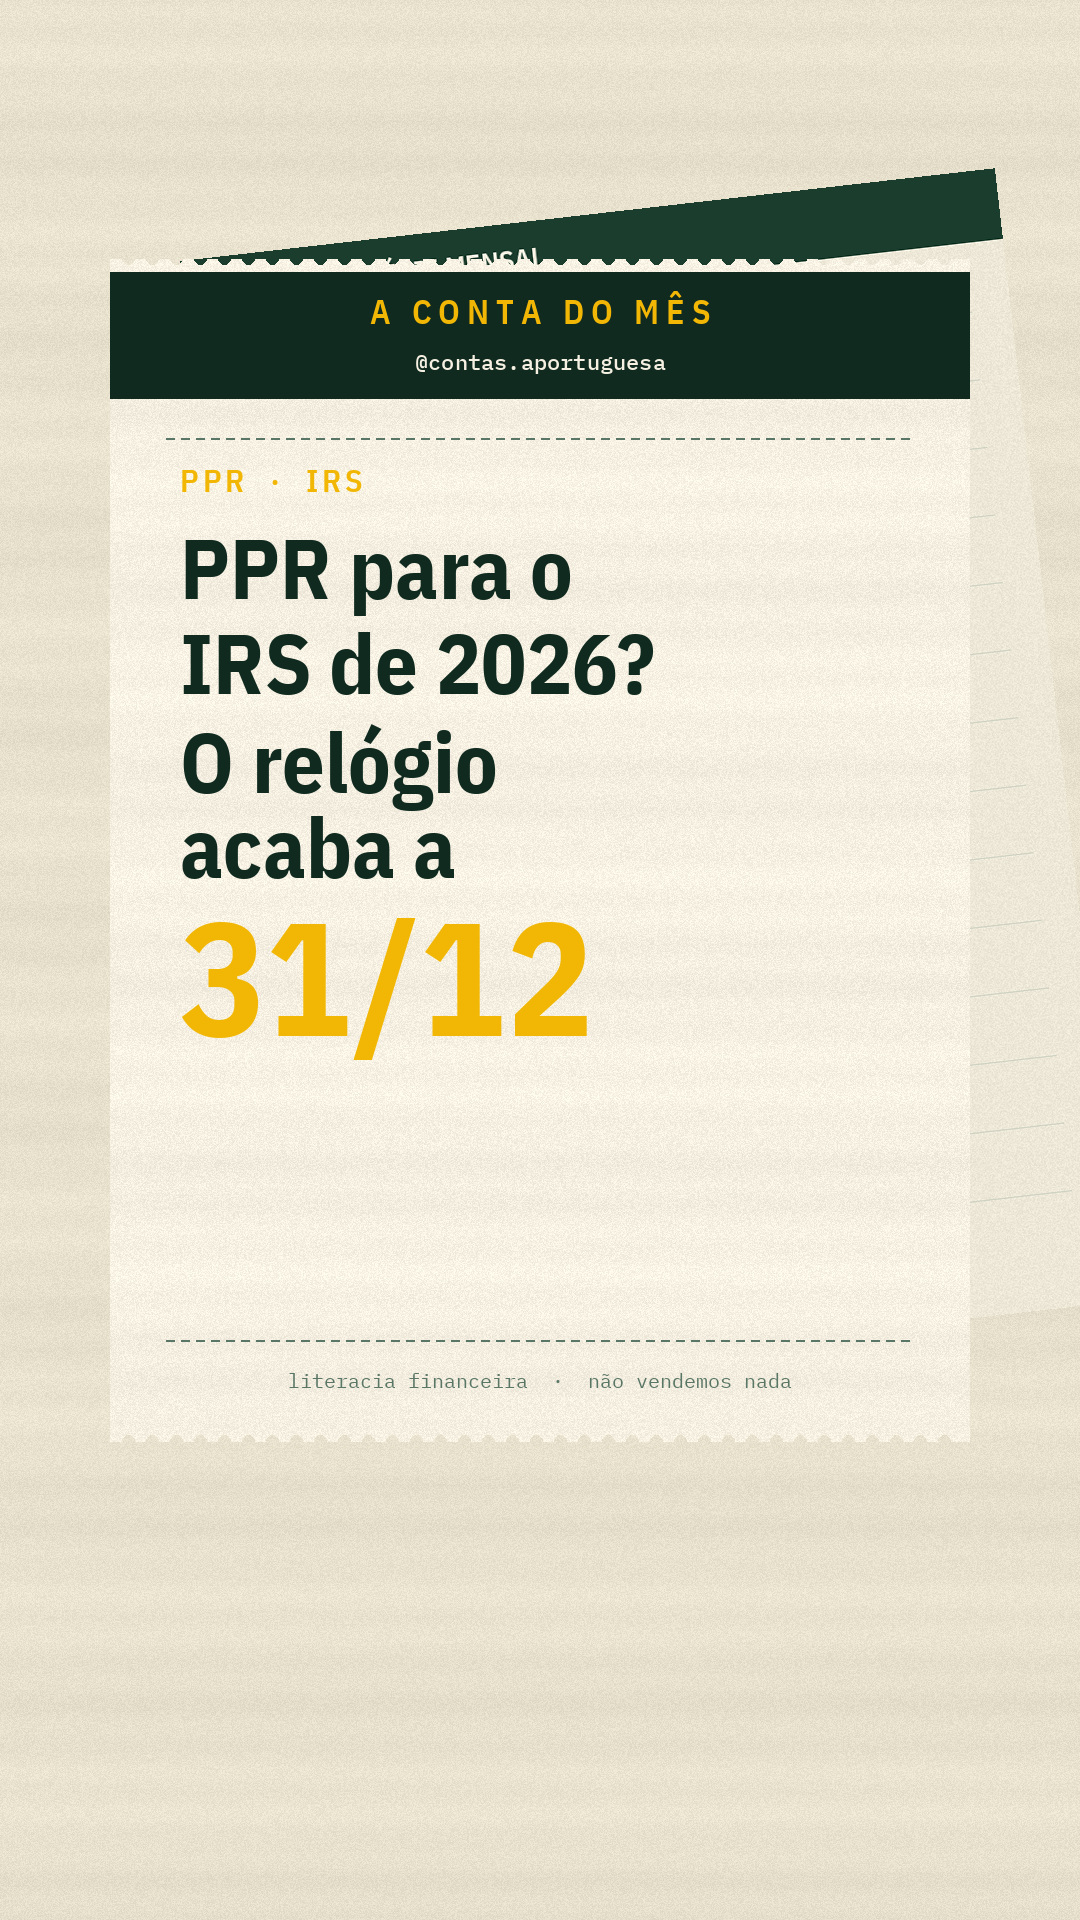 A CONTA DO MÊS
@contas.aportuguesa
PPR · IRS
PPR para o
IRS de 2026?
O relógio
acaba a
31/12
literacia financeira · não vendemos nada